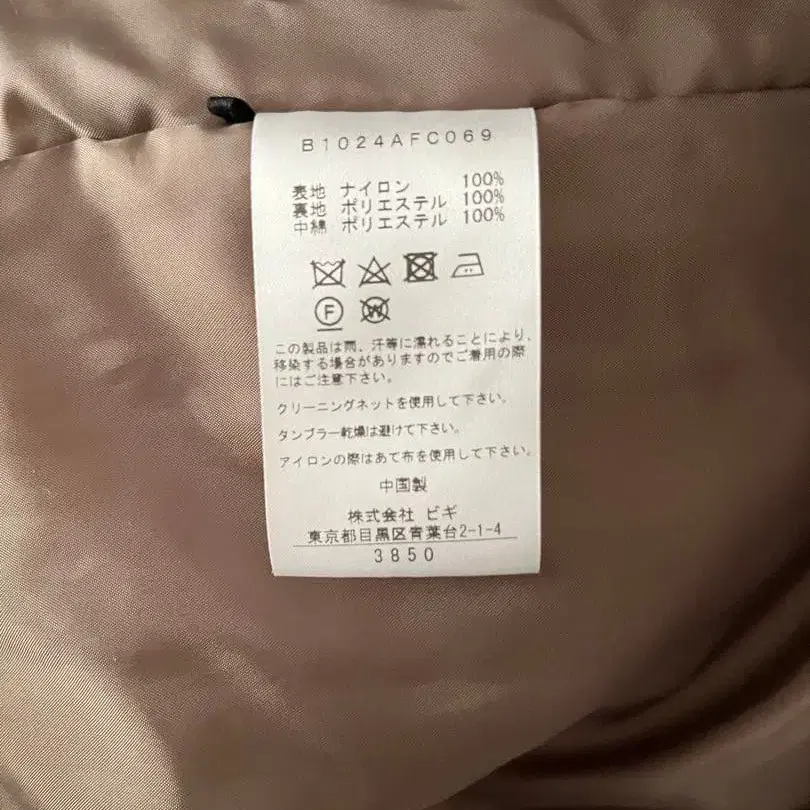 B1024AFC069
表地 ナイロン 100%
裏地 ポリエステル 100%
中綿 ポリエステル 100%
F
W
この製品は雨、汗等に濡れることにより、
移染する場合がありますのでご着用の際
にはご注意下さい。
クリーニングネットを使用して下さい。
タンブラー乾燥は避けて下さい。
アイロンの際はあて布を使用して下さい。
中国製
株式会社 ビギ
東京都目黒区青葉台2-1-4
3850